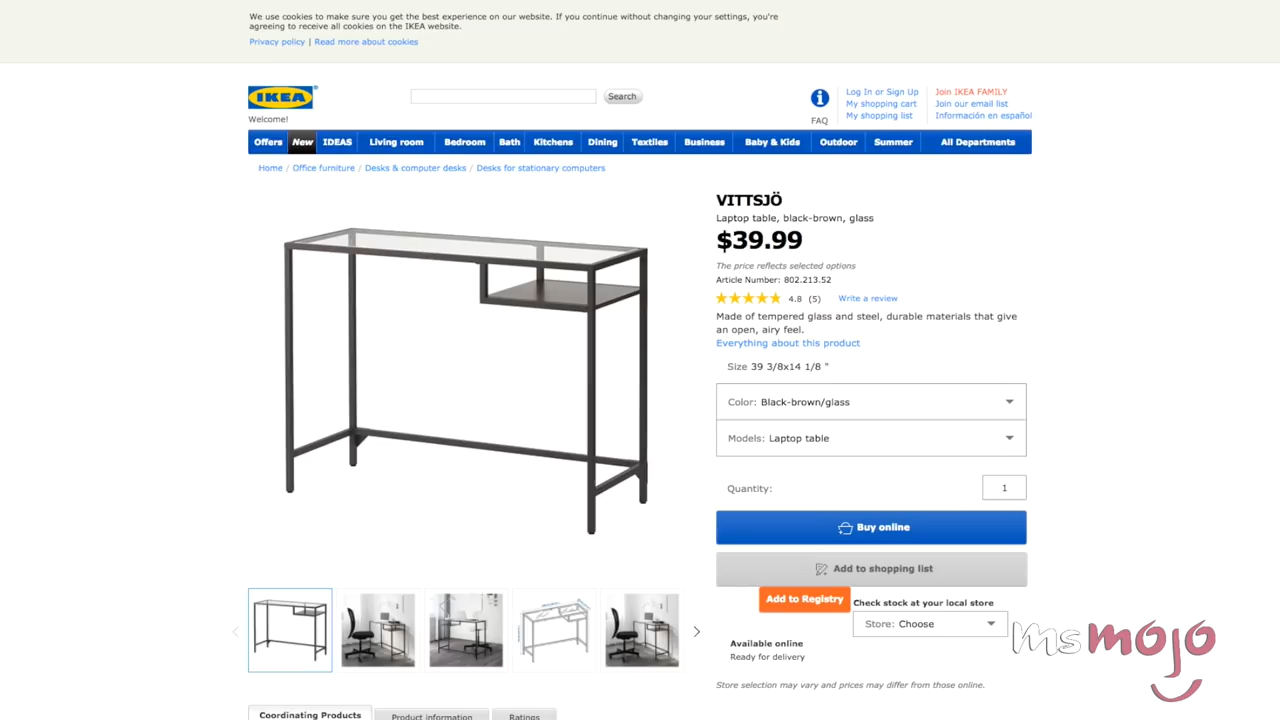 We use cookies to make sure you get the best experience on our website. If you continue without changing your settings, you're
agreeing to receive all cookies on the IKEA website.
Privacy policy | Read more about cookies
IKEA
Search
Log In or Sign Up
My shopping cart
My shopping list
Join IKEA FAMILY
Join our email list
Información en español
FAQ
Welcome!
Offers New IDEAS Living room Bedroom Bath Kitchens Dining Textiles Business Baby & Kids Outdoor Summer All Departments
Home / Office furniture / Desks & computer desks / Desks for stationary computers
VITTSJÖ
Laptop table, black-brown, glass
$39.99
The price reflects selected options
Article Number: 802.213.52
4.8 (5) Write a review
Made of tempered glass and steel, durable materials that give
an open, airy feel.
Everything about this product
Size 39 3/8x14 1/8 "
Color: Black-brown/glass
Models: Laptop table
Quantity: 1
Buy online
Add to shopping list
Add to Registry
Check stock at your local store
Store: Choose
Available online
Ready for delivery
Store selection may vary and prices may differ from those online.
msmojo
Coordinating Products Product information Ratings